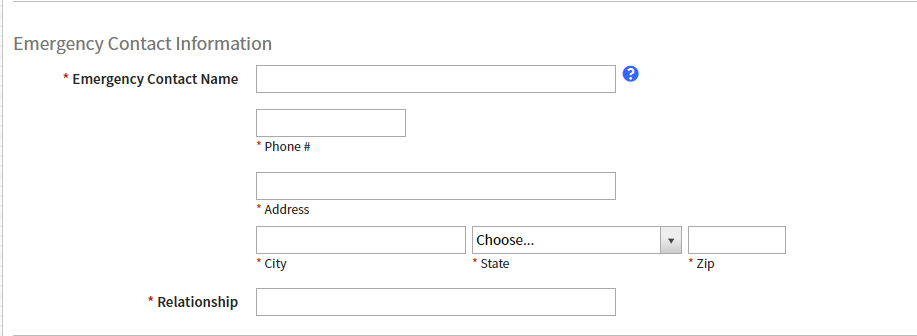 Emergency Contact Information
* Emergency Contact Name
?
* Phone #
* Address
Choose...
* City * State * Zip
* Relationship